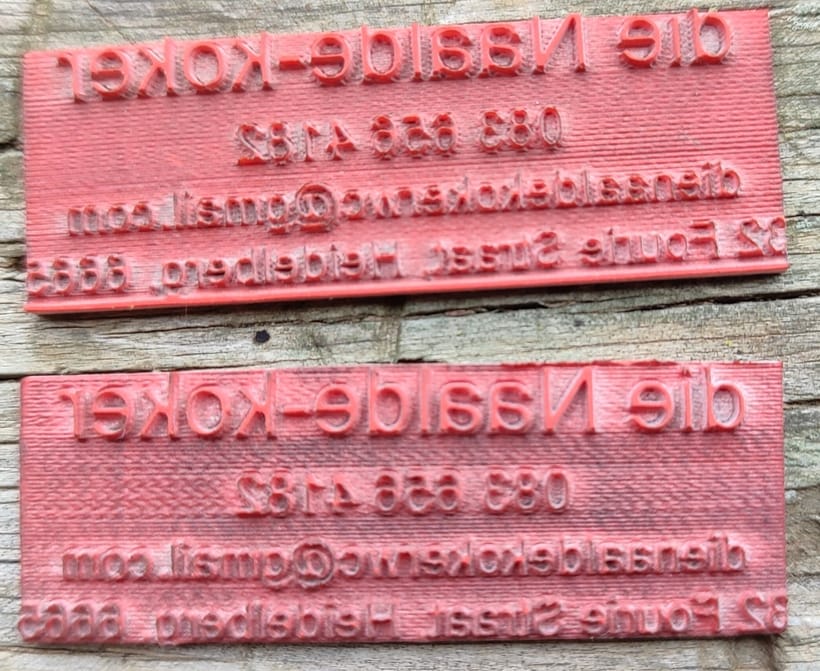 die Naalde-koker
083 656 4182
dienaaldekokerwc@gmail.com
32 Fourie Straat Heidelberg, 6665
die Naalde-koker
083 656 4182
dienaaldekokerwc@gmail.com
32 Fourie Straat Heidelberg, 6665